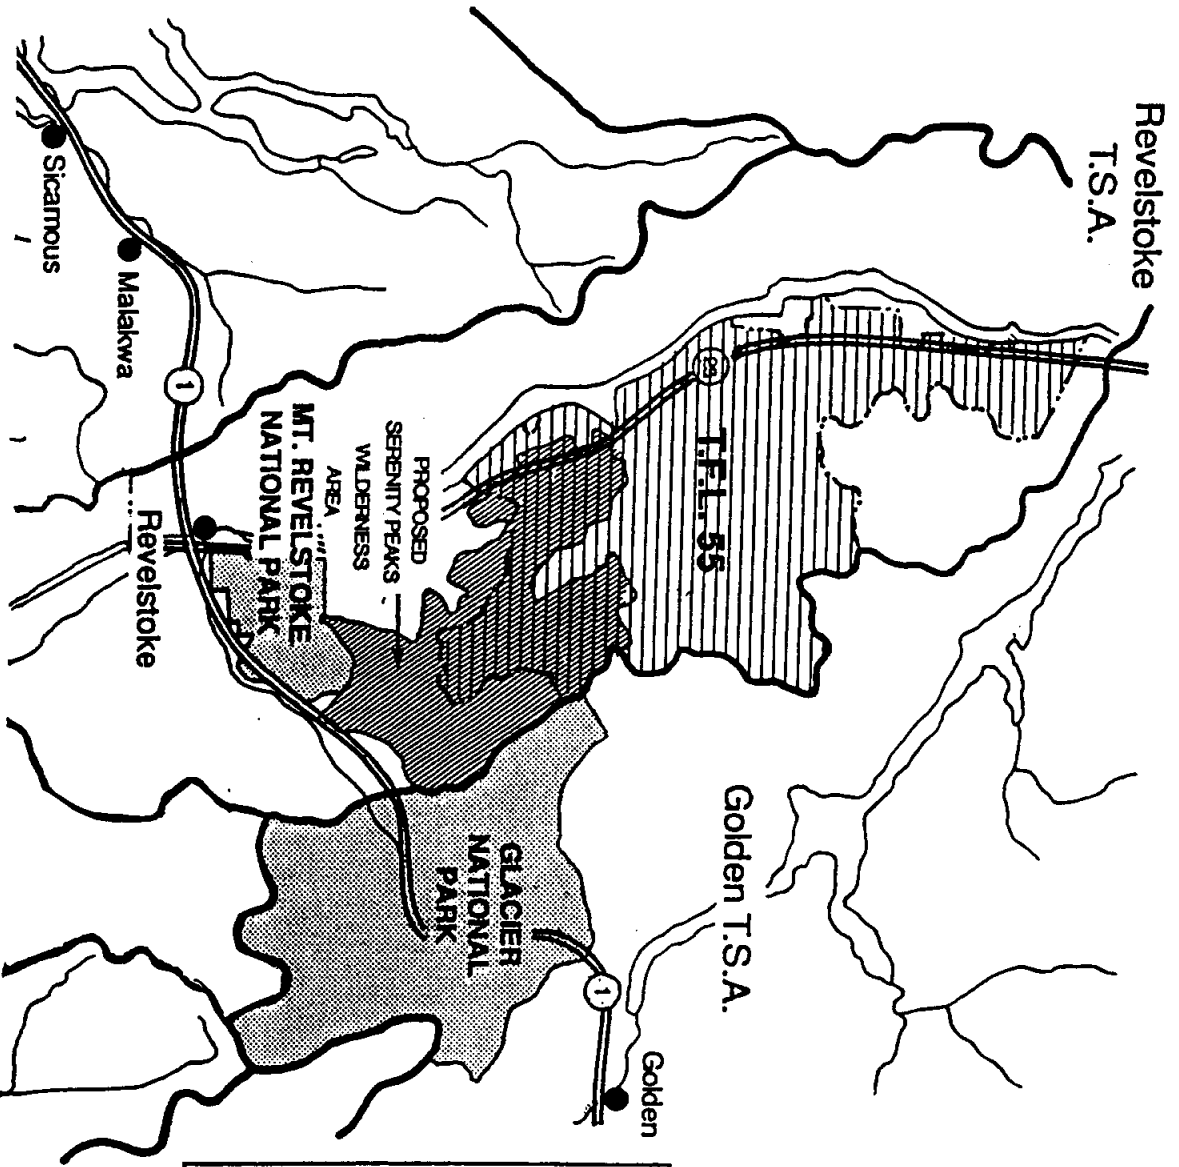 Revelstoke
T.S.A.
T.F.L. 55
Golden T.S.A.
Golden
1
GLACIER
NATIONAL
PARK
PROPOSED
SERENITY PEAKS
WILDERNESS
AREA
MT. REVELSTOKE
NATIONAL PARK
1
Revelstoke
Malakwa
Sicamous